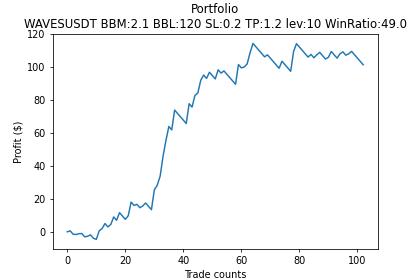 Portfolio
WAVESUSDT BBM:2.1 BBL:120 SL:0.2 TP:1.2 lev:10 WinRatio:49.0
120
100
80
60
40
20
0
Profit ($)
0 20 40 60 80 100
Trade counts